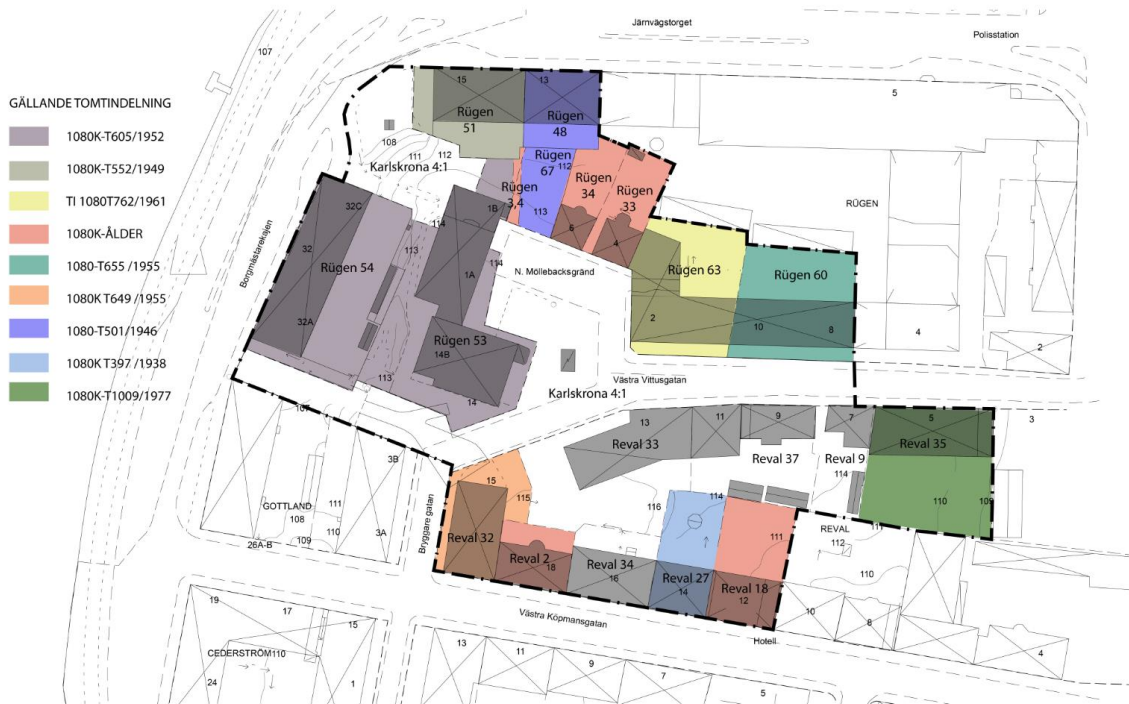 Järnvägstorget
Polisstation
107
GÄLLANDE TOMTINDELNING
1080K-T605/1952
1080K-T552/1949
TI 1080T762/1961
1080K-ÅLDER
1080-T655 /1955
1080K T649 /1955
1080-T501/1946
1080K T397 /1938
1080K-T1009/1977
15
13
5
Rügen
51
Rügen
48
108
111
112
Karlskrona 4:1
Rügen
67
112
Rügen
3,4
113
Rügen
34
Rügen
33
RÜGEN
32C
1B
114
113
6
4
32
Rügen 54
1A
114
N. Möllebacksgränd
Rügen 63
Rügen 60
Borgmästarekajen
32A
Rügen 53
14B
2
10
8
4
2
113
14
Västra Vittusgatan
Karlskrona 4:1
107
13
11
9
7
5
3
Reval 33
Reval 37
Reval 9
Reval 35
3B
114
114
110
109
GOTTLAND
108
111
110
109
3A
26A-B
Bryggare gatan
15
115
116
111
REVAL
112
111
110
Reval 32
Reval 2
18
Reval 34
16
Reval 27
14
Reval 18
12
10
8
4
Västra Köpmansgatan
Hotell
19
17
15
CEDERSTRÖM110
24
1
13
11
9
7
5